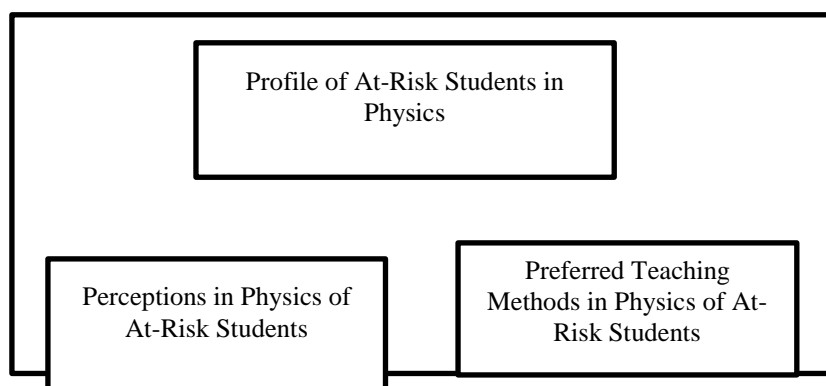 Profile of At-Risk Students in
Physics
Perceptions in Physics of
At-Risk Students
Preferred Teaching
Methods in Physics of At-
Risk Students